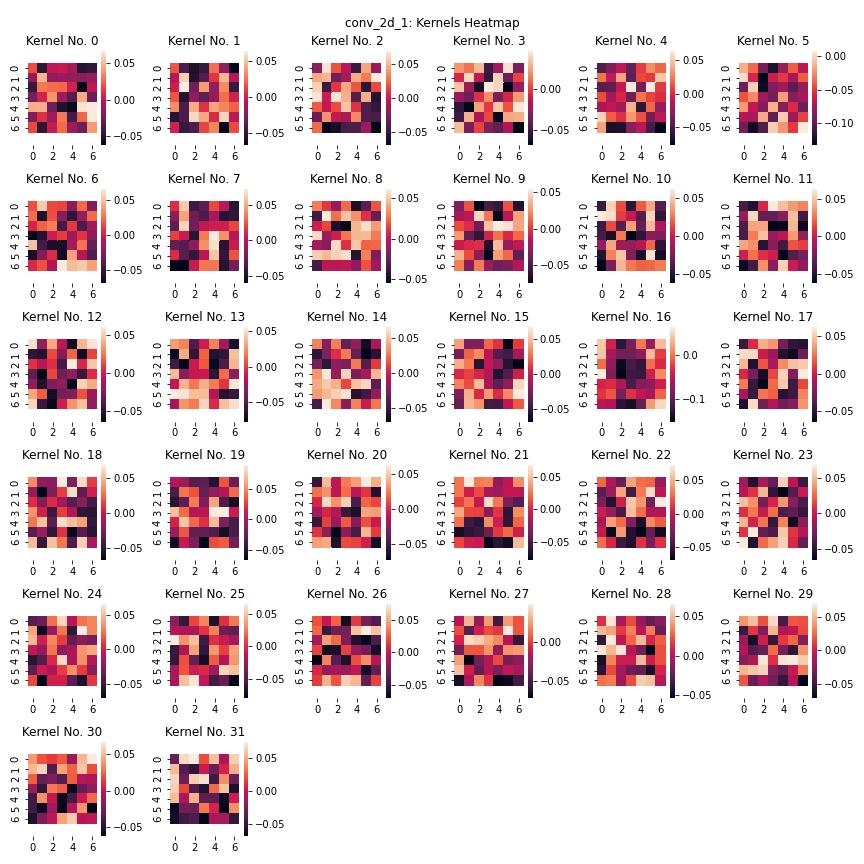 conv_2d_1: Kernels Heatmap
Kernel No. 0 Kernel No. 1 Kernel No. 2 Kernel No. 3 Kernel No. 4 Kernel No. 5
0.05 0.05 0.05 0.00 0.05 0.00
0.00 0.00 0.00 −0.05 0.00 −0.05
−0.05 −0.05 −0.05 −0.05 −0.10
6 5 4 3 2 1 0 6 5 4 3 2 1 0 6 5 4 3 2 1 0 6 5 4 3 2 1 0 6 5 4 3 2 1 0 6 5 4 3 2 1 0
0 2 4 6 0 2 4 6 0 2 4 6 0 2 4 6 0 2 4 6 0 2 4 6
Kernel No. 6 Kernel No. 7 Kernel No. 8 Kernel No. 9 Kernel No. 10 Kernel No. 11
0.05 0.05 0.05 0.05 0.05 0.05
0.00 0.00 0.00 0.00 0.00 0.00
−0.05 −0.05 −0.05 −0.05 −0.05 −0.05
6 5 4 3 2 1 0 6 5 4 3 2 1 0 6 5 4 3 2 1 0 6 5 4 3 2 1 0 6 5 4 3 2 1 0 6 5 4 3 2 1 0
0 2 4 6 0 2 4 6 0 2 4 6 0 2 4 6 0 2 4 6 0 2 4 6
Kernel No. 12 Kernel No. 13 Kernel No. 14 Kernel No. 15 Kernel No. 16 Kernel No. 17
0.05 0.05 0.05 0.05 0.0 0.05
0.00 0.00 0.00 0.00 −0.1 0.00
−0.05 −0.05 −0.05 −0.05 −0.05
6 5 4 3 2 1 0 6 5 4 3 2 1 0 6 5 4 3 2 1 0 6 5 4 3 2 1 0 6 5 4 3 2 1 0 6 5 4 3 2 1 0
0 2 4 6 0 2 4 6 0 2 4 6 0 2 4 6 0 2 4 6 0 2 4 6
Kernel No. 18 Kernel No. 19 Kernel No. 20 Kernel No. 21 Kernel No. 22 Kernel No. 23
0.05 0.05 0.05 0.05 0.05 0.05
0.00 0.00 0.00 0.00 0.00 0.00
−0.05 −0.05 −0.05 −0.05 −0.05 −0.05
6 5 4 3 2 1 0 6 5 4 3 2 1 0 6 5 4 3 2 1 0 6 5 4 3 2 1 0 6 5 4 3 2 1 0 6 5 4 3 2 1 0
0 2 4 6 0 2 4 6 0 2 4 6 0 2 4 6 0 2 4 6 0 2 4 6
Kernel No. 24 Kernel No. 25 Kernel No. 26 Kernel No. 27 Kernel No. 28 Kernel No. 29
0.05 0.05 0.05 0.00 0.05 0.05
0.00 0.00 0.00 −0.05 0.00 0.00
−0.05 −0.05 −0.05 −0.05 −0.05
6 5 4 3 2 1 0 6 5 4 3 2 1 0 6 5 4 3 2 1 0 6 5 4 3 2 1 0 6 5 4 3 2 1 0 6 5 4 3 2 1 0
0 2 4 6 0 2 4 6 0 2 4 6 0 2 4 6 0 2 4 6 0 2 4 6
Kernel No. 30 Kernel No. 31
0.05 0.05
0.00 0.00
−0.05 −0.05
6 5 4 3 2 1 0 6 5 4 3 2 1 0
0 2 4 6 0 2 4 6